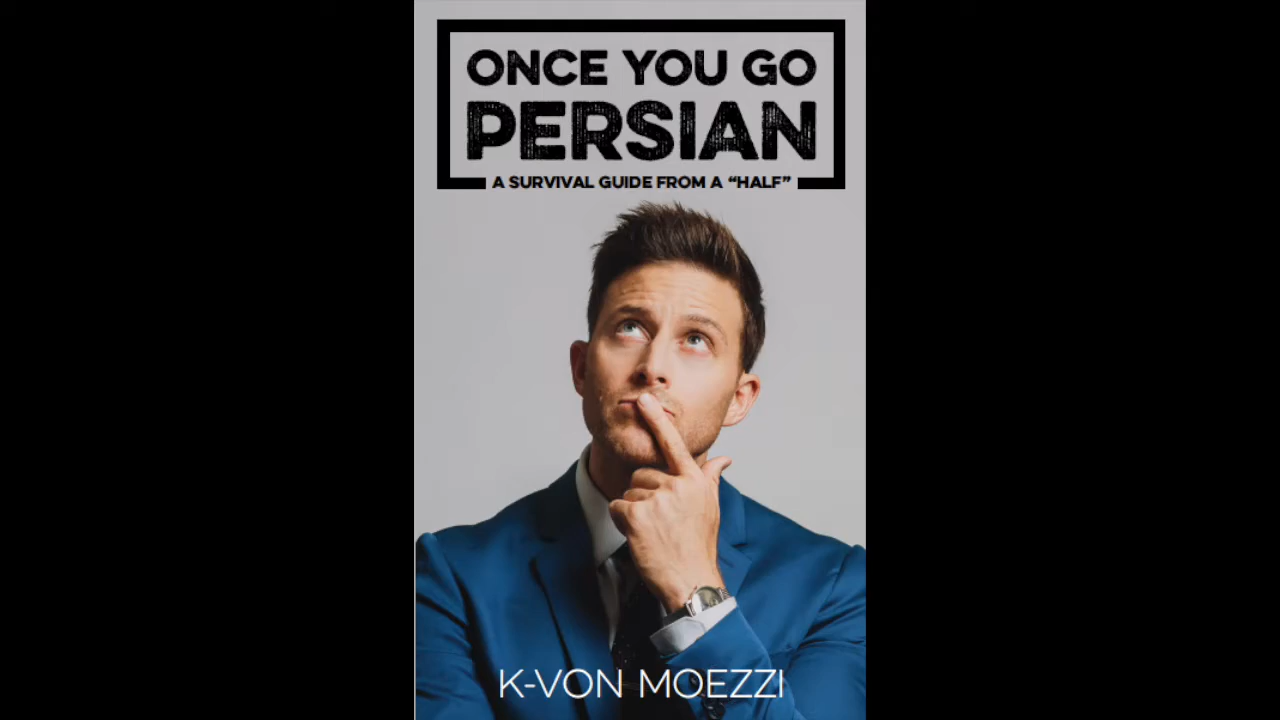 ONCE YOU GO
PERSIAN
A SURVIVAL GUIDE FROM A “HALF”
K-VON MOEZZI